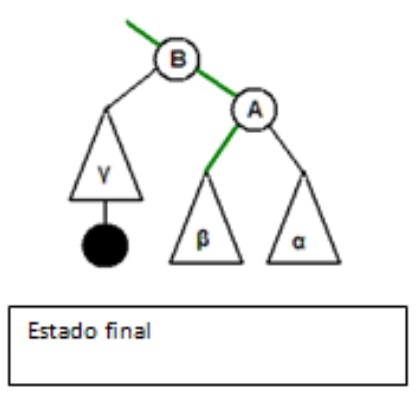 B
A
γ
β
α
Estado final